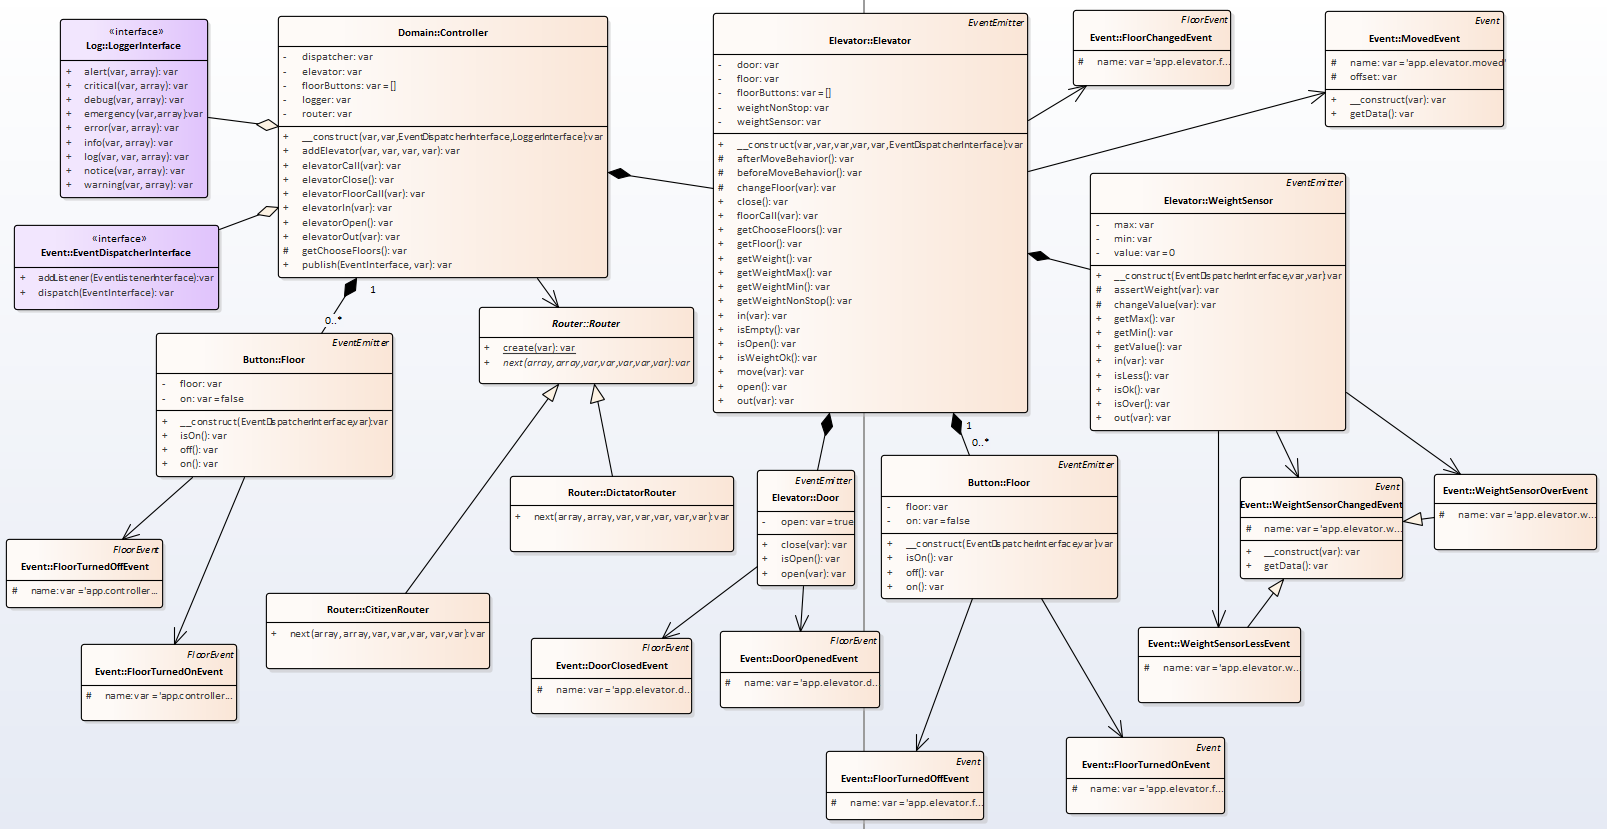 «interface»
Log::LoggerInterface
+ alert(var, array): var
+ critical(var, array): var
+ debug(var, array): var
+ emergency(var,array):var
+ error(var, array): var
+ info(var, array): var
+ log(var, var, array): var
+ notice(var, array): var
+ warning(var, array): var
«interface»
Event::EventDispatcherInterface
+ addListener(EventListenerInterface):var
+ dispatch(EventInterface): var
Domain::Controller
- dispatcher: var
- elevator: var
- floorButtons: var = []
- logger: var
- router: var
+ __construct(var,var,EventDispatcherInterface,LoggerInterface):var
+ addElevator(var, var, var, var): var
+ elevatorCall(var): var
+ elevatorClose(): var
+ elevatorFloorCall(var): var
+ elevatorIn(var): var
+ elevatorOpen(): var
+ elevatorOut(var): var
# getChooseFloors(): var
+ publish(EventInterface, var): var
1
0..*
EventEmitter
Button::Floor
- floor: var
- on: var = false
+ __construct(EventDispatcherInterface,var):var
+ isOn(): var
+ off(): var
+ on(): var
FloorEvent
Event::FloorTurnedOffEvent
# name: var = 'app.controller...
FloorEvent
Event::FloorTurnedOnEvent
# name: var = 'app.controller...
Router::Router
+ create(var): var
+ next(array,array,var,var,var,var,var): var
Router::DictatorRouter
+ next(array,array,var,var,var,var,var):var
Router::CitizenRouter
+ next(array,array,var,var,var,var,var):var
EventEmitter
Elevator::Elevator
- door: var
- floor: var
- floorButtons: var = []
- weightNonStop: var
- weightSensor: var
+ __construct(var,var,var,var,var,EventDispatcherInterface):var
# afterMoveBehavior(): var
# beforeMoveBehavior(): var
# changeFloor(var): var
+ close(): var
+ floorCall(var): var
+ getChooseFloors(): var
+ getFloor(): var
+ getWeight(): var
+ getWeightMax(): var
+ getWeightMin(): var
+ getWeightNonStop(): var
+ in(var): var
+ isEmpty(): var
+ isOpen(): var
+ isWeightOk(): var
+ move(var): var
+ open(): var
+ out(var): var
1
0..*
EventEmitter
Elevator::Door
- open: var = true
+ close(var): var
+ isOpen(): var
+ open(var): var
FloorEvent
Event::DoorClosedEvent
# name: var = 'app.elevator.d...
FloorEvent
Event::DoorOpenedEvent
# name: var = 'app.elevator.d...
EventEmitter
Button::Floor
- floor: var
- on: var = false
+ __construct(EventDispatcherInterface,var):var
+ isOn(): var
+ off(): var
+ on(): var
Event
Event::FloorTurnedOffEvent
# name: var = 'app.elevator.f...
Event
Event::FloorTurnedOnEvent
# name: var = 'app.elevator.f...
FloorEvent
Event::FloorChangedEvent
# name: var = 'app.elevator.f...
Event
Event::MovedEvent
# name: var = 'app.elevator.moved'
# offset: var
+ __construct(var): var
+ getData(): var
EventEmitter
Elevator::WeightSensor
- max: var
- min: var
- value: var = 0
+ __construct(EventDispatcherInterface,var,var):var
# assertWeight(var): var
# changeValue(var): var
+ getMax(): var
+ getMin(): var
+ getValue(): var
+ in(var): var
+ isLess(): var
+ isOk(): var
+ isOver(): var
+ out(var): var
Event
Event::WeightSensorChangedEvent
# name: var = 'app.elevator.w...
+ __construct(var): var
+ getData(): var
Event::WeightSensorOverEvent
# name: var = 'app.elevator.w...
Event::WeightSensorLessEvent
# name: var = 'app.elevator.w...